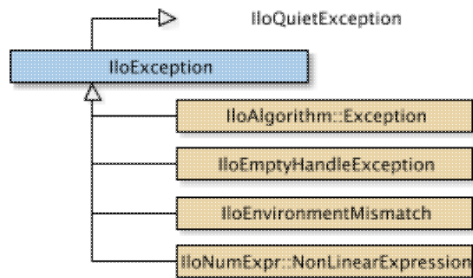 IloQuietException
IloException
IloAlgorithm::Exception
IloEmptyHandleException
IloEnvironmentMismatch
IloNumExpr::NonLinearExpression